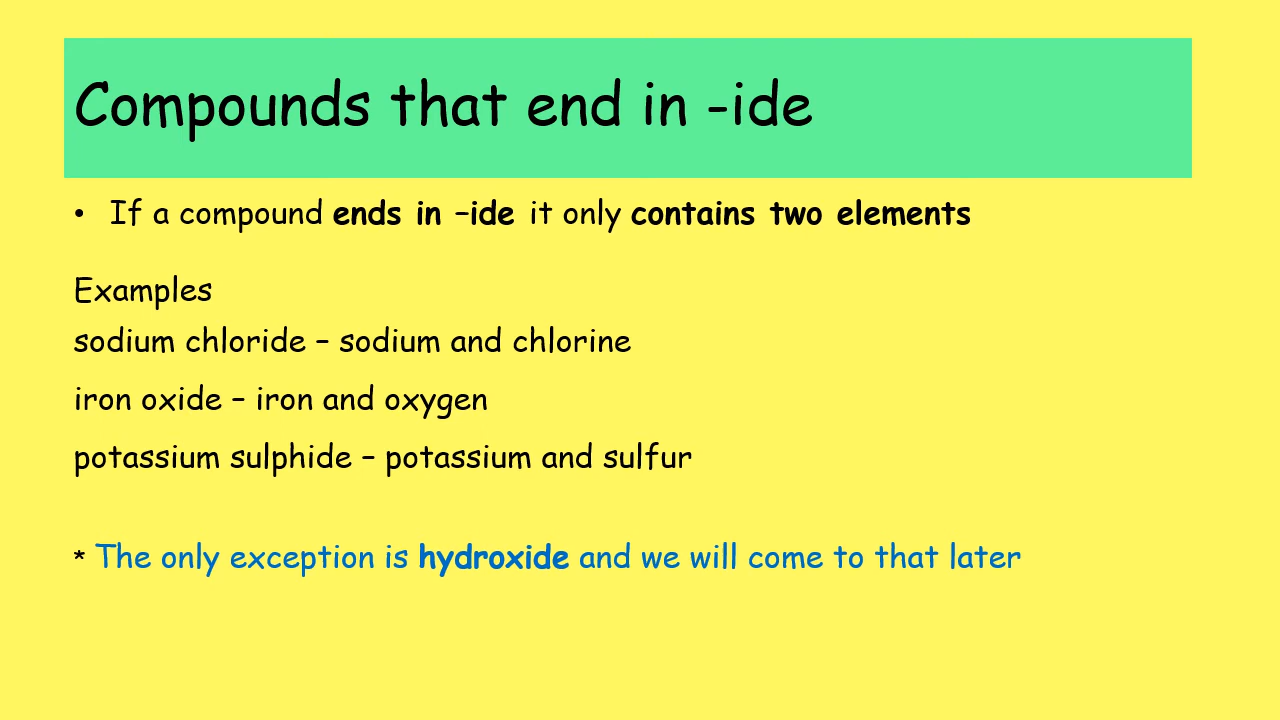 Compounds that end in -ide
• If a compound ends in –ide it only contains two elements
Examples
sodium chloride – sodium and chlorine
iron oxide – iron and oxygen
potassium sulphide – potassium and sulfur
* The only exception is hydroxide and we will come to that later